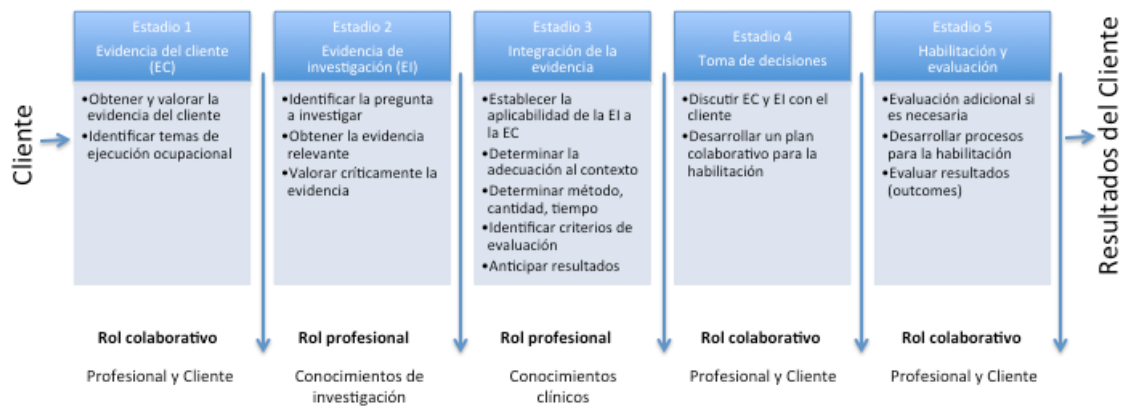 Cliente
Estadio 1
Evidencia del cliente
(EC)
•Obtener y valorar la
evidencia del cliente
•Identificar temas de
ejecución ocupacional
Rol colaborativo
Profesional y Cliente
Estadio 2
Evidencia de
investigación (EI)
•Identificar la pregunta
a investigar
•Obtener la evidencia
relevante
•Valorar críticamente la
evidencia
Rol profesional
Conocimientos de
investigación
Estadio 3
Integración de la
evidencia
•Establecer la
aplicabilidad de la EI a
la EC
•Determinar la
adecuación al contexto
•Determinar método,
cantidad, tiempo
•Identificar criterios de
evaluación
•Anticipar resultados
Rol profesional
Conocimientos
clínicos
Estadio 4
Toma de decisiones
•Discutir EC y EI con el
cliente
•Desarrollar un plan
colaborativo para la
habilitación
Rol colaborativo
Profesional y Cliente
Estadio 5
Habilitación y
evaluación
•Evaluación adicional si
es necesaria
•Desarrollar procesos
para la habilitación
•Evaluar resultados
(outcomes)
Rol colaborativo
Profesional y Cliente
Resultados del Cliente